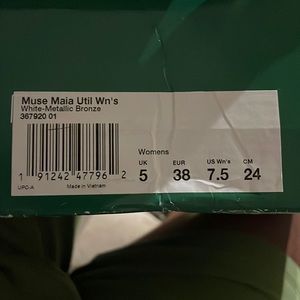 Muse Maia Util Wn's
White-Metallic Bronze
367920 01
Womens
UK EUR US Wn's CM
5 38 7.5 24
1 91242 47796 2
UPC-A Made in Vietnam